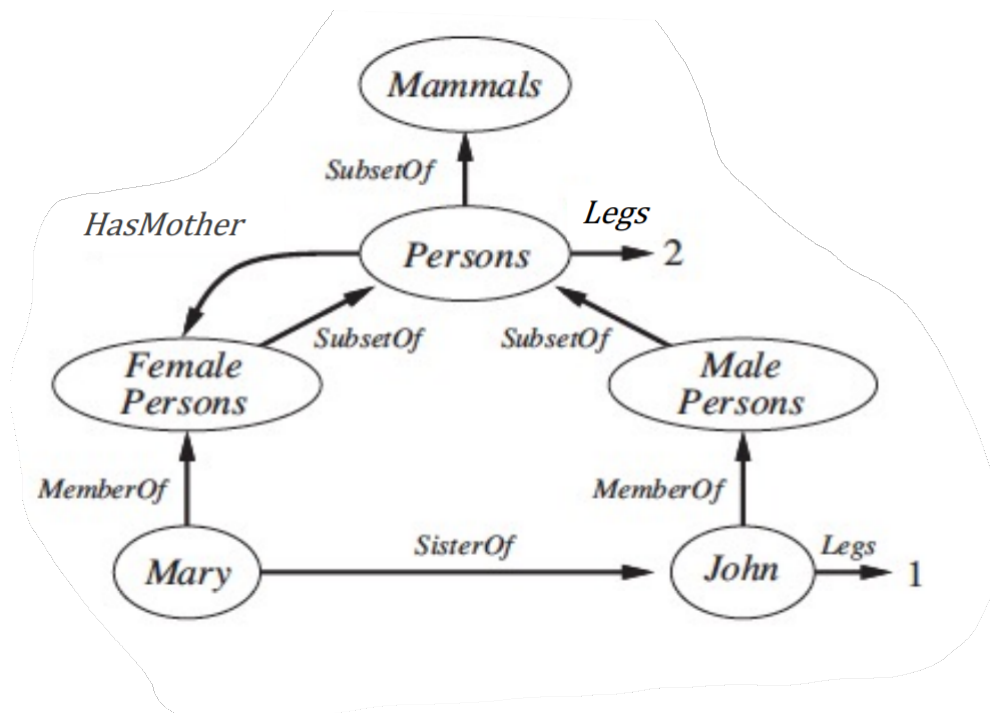 Mammals
SubsetOf
HasMother
Legs
Persons
2
SubsetOf
SubsetOf
Female
Persons
Male
Persons
MemberOf
MemberOf
SisterOf
Legs
Mary
John
1